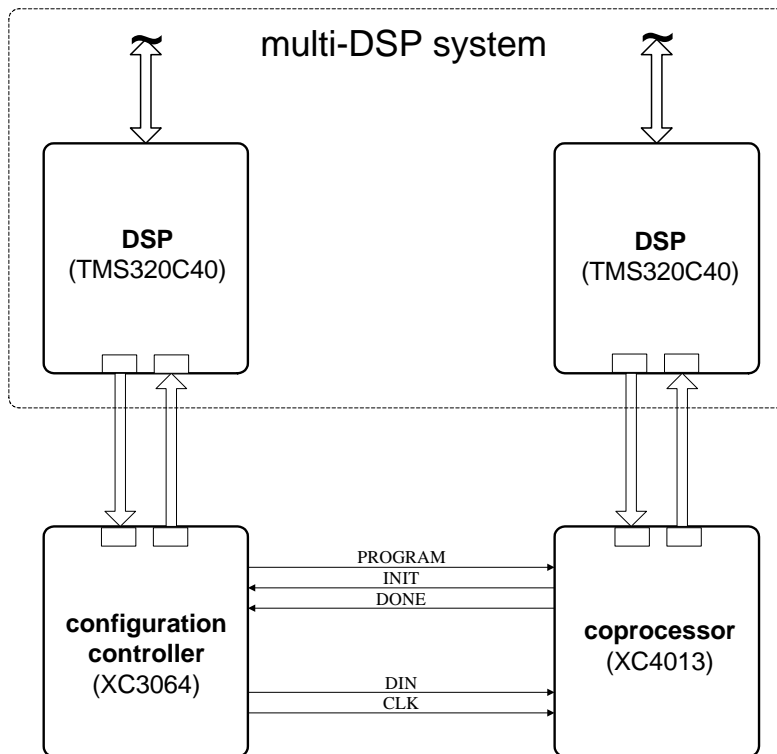 multi-DSP system
DSP
(TMS320C40)
DSP
(TMS320C40)
PROGRAM
INIT
DONE
configuration
controller
(XC3064)
coprocessor
(XC4013)
DIN
CLK